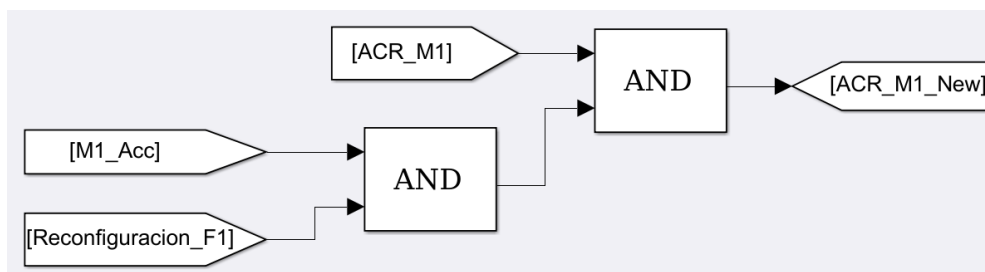 [ACR_M1]
AND
[ACR_M1_New]
[M1_Acc]
AND
[Reconfiguracion_F1]